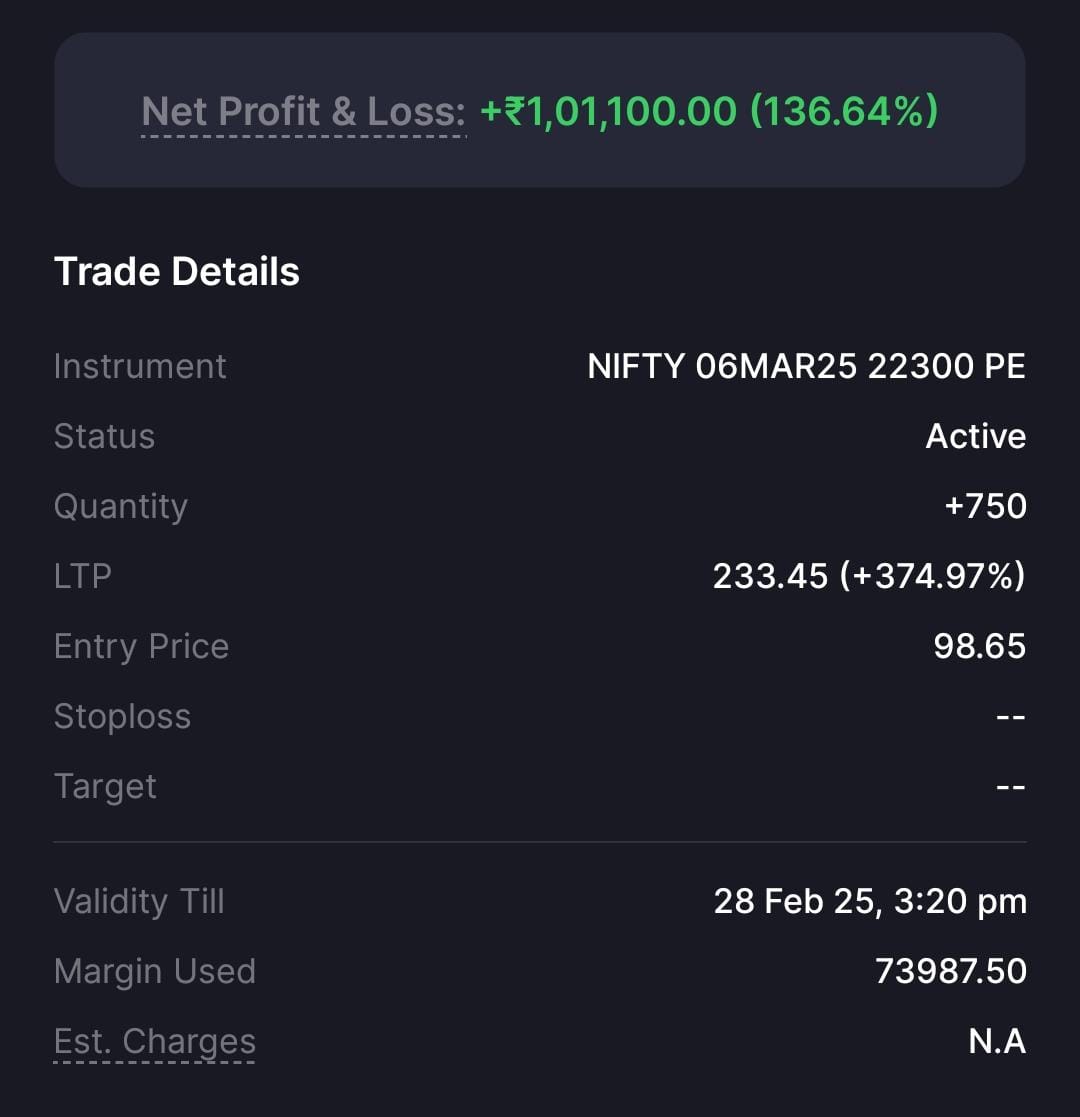 Net Profit & Loss: +₹1,01,100.00 (136.64%)
Trade Details
Instrument NIFTY 06MAR25 22300 PE
Status Active
Quantity +750
LTP 233.45 (+374.97%)
Entry Price 98.65
Stoploss --
Target --
Validity Till 28 Feb 25, 3:20 pm
Margin Used 73987.50
Est. Charges N.A